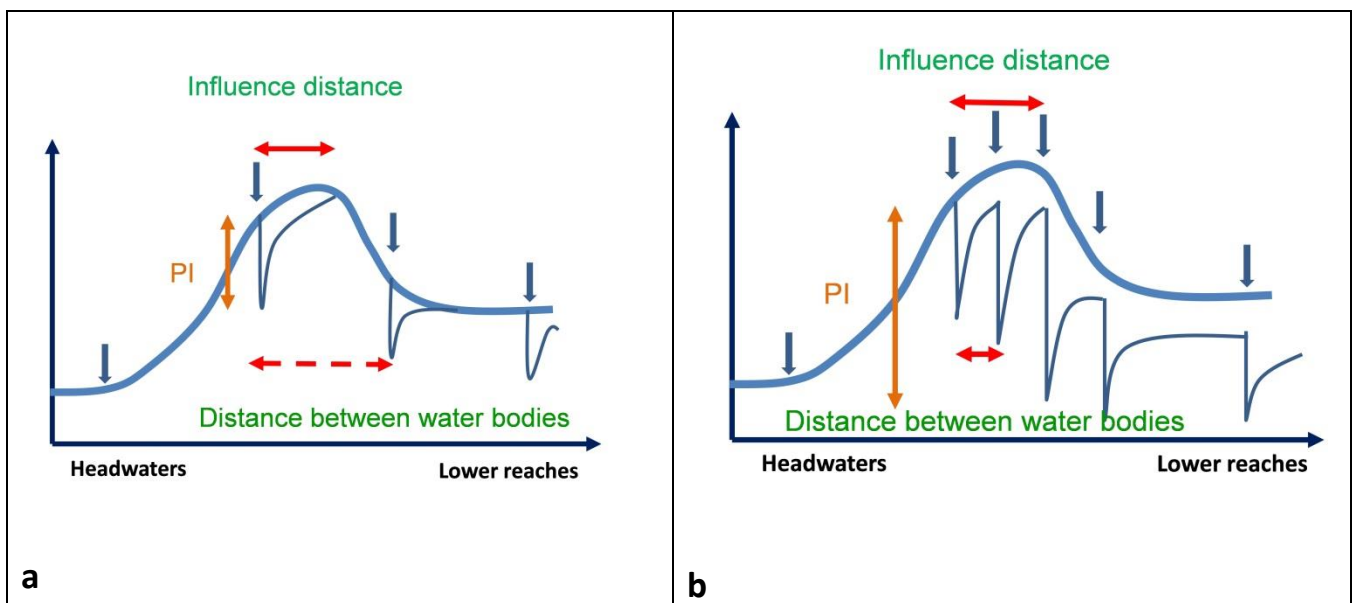 Influence distance
PI
Distance between water bodies
Headwaters
Lower reaches
a
Influence distance
PI
Distance between water bodies
Headwaters
Lower reaches
b